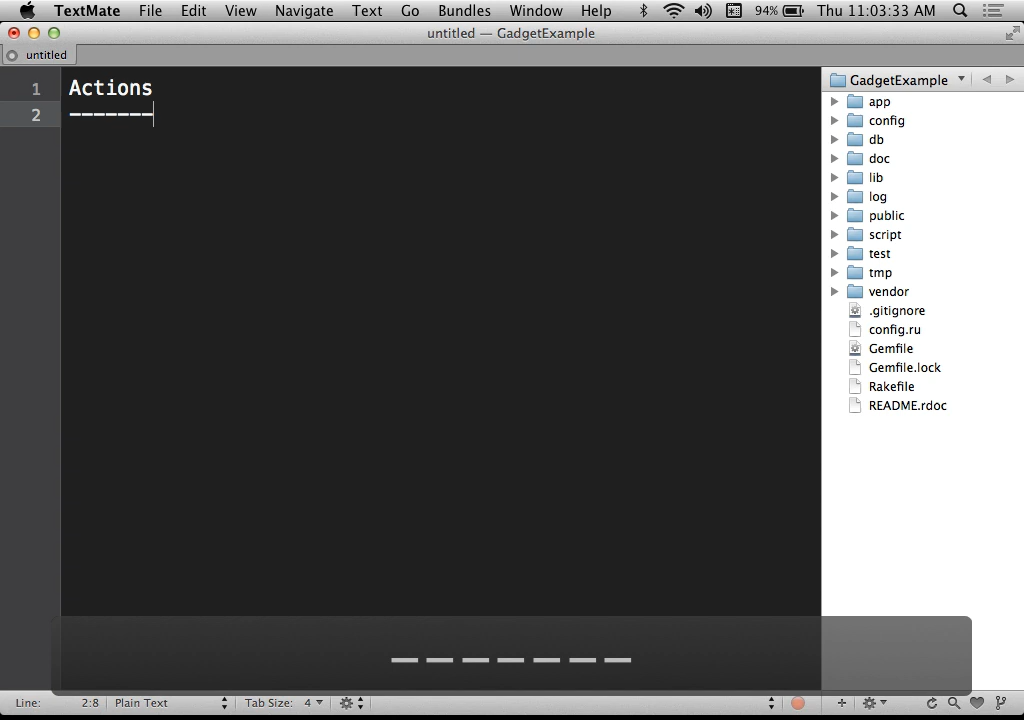 TextMate File Edit View Navigate Text Go Bundles Window Help 94% Thu 11:03:33 AM
untitled — GadgetExample
untitled
1 Actions
2 -------
GadgetExample
app
config
db
doc
lib
log
public
script
test
tmp
vendor
.gitignore
config.ru
Gemfile
Gemfile.lock
Rakefile
README.rdoc
_ _ _ _ _ _ _
Line: 2:8 Plain Text Tab Size: 4